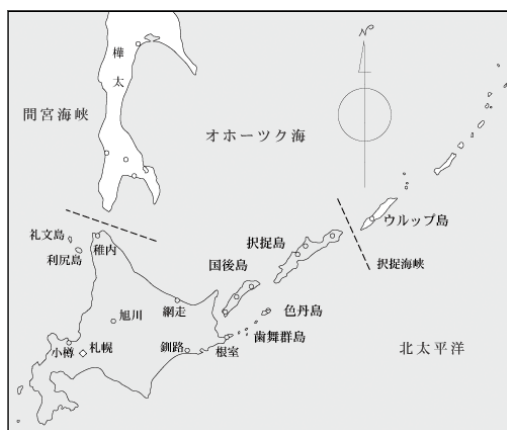 N
樺太
間宮海峡
オホーツク海
ウルップ島
礼文島
稚内
択捉島
利尻島
国後島
択捉海峡
色丹島
旭川
網走
歯舞群島
小樽
札幌
釧路
根室
北太平洋